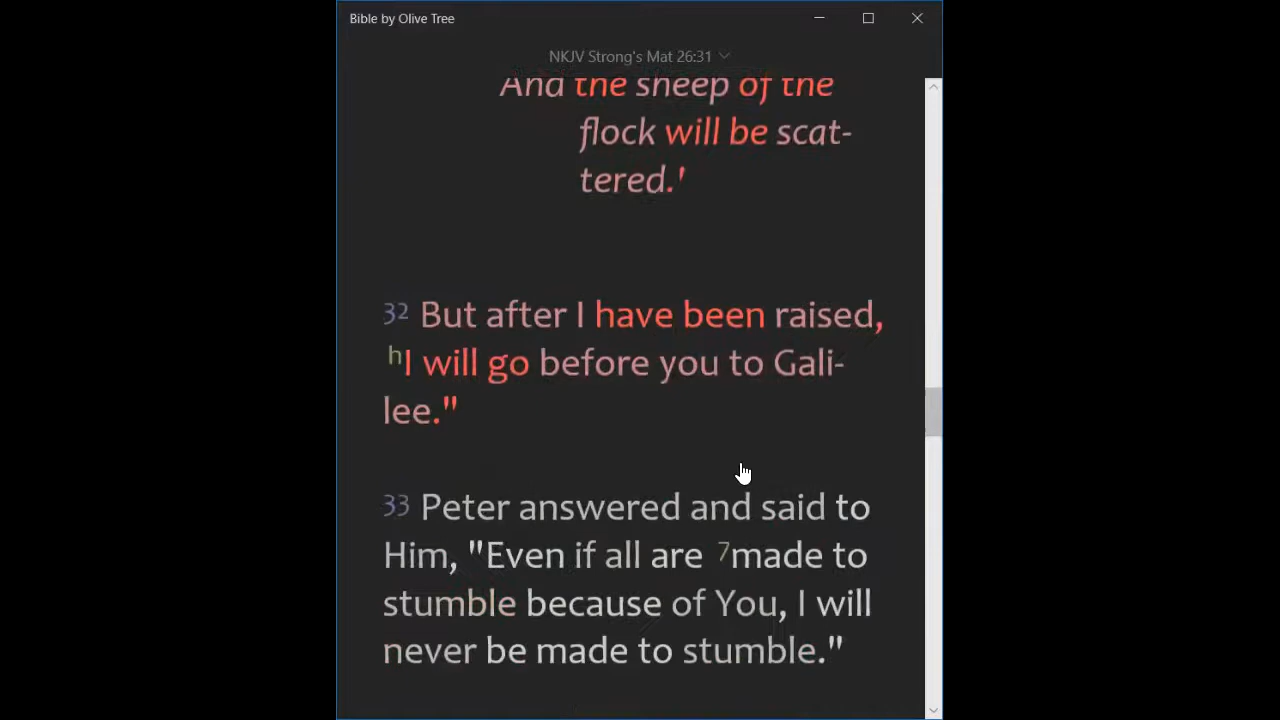 Bible by Olive Tree
NKJV Strong's Mat 26:31
And the sheep of the
flock will be scat-
tered.'
32 But after I have been raised,
hI will go before you to Gali-
lee."
33 Peter answered and said to
Him, "Even if all are 7made to
stumble because of You, I will
never be made to stumble."